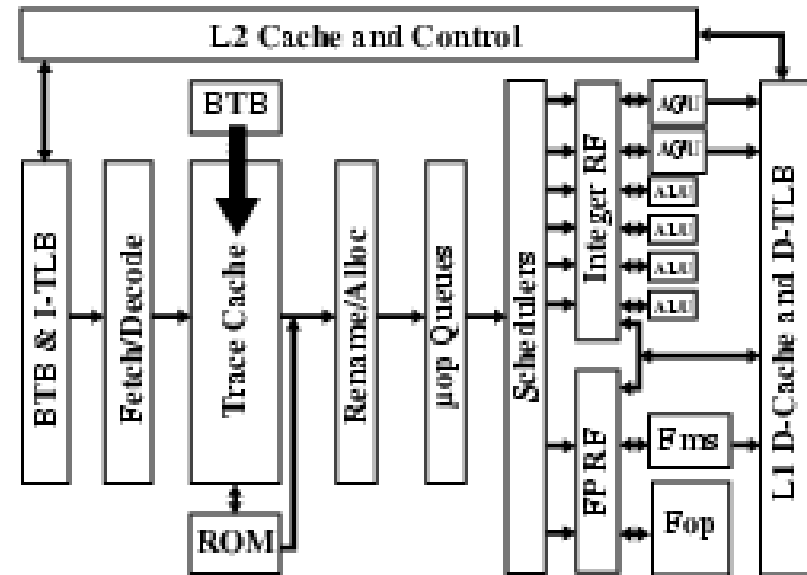 L2 Cache and Control
BTB
BTB & I-TLB
Fetch/Decode
Trace Cache
Rename/Alloc
µop Queues
Schedulers
Integer RF
FP RF
AGU
AGU
ALU
ALU
ALU
ALU
Fms
Fop
L1 D-Cache and D-TLB
ROM